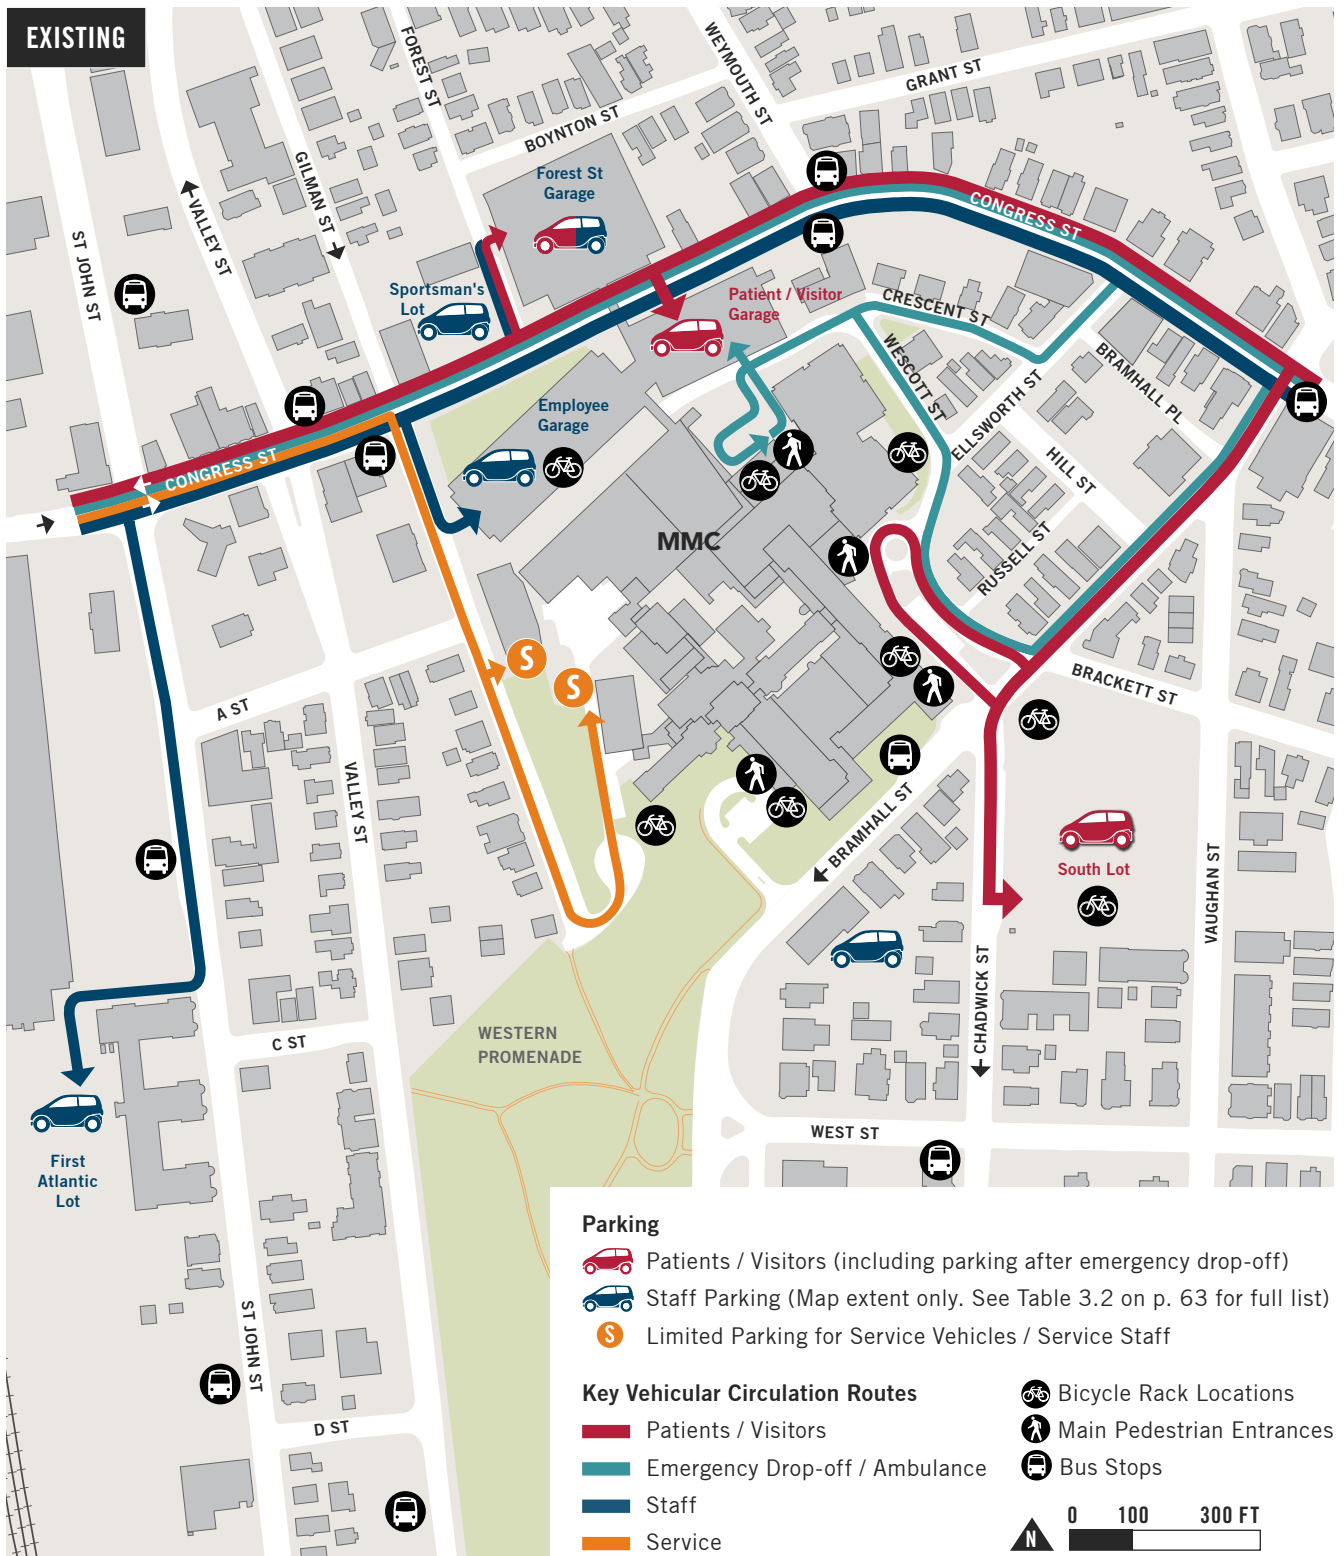 EXISTING
FOREST ST
WEYMOUTH ST
GRANT ST
BOYNTON ST
GILMAN ST
VALLEY ST
ST JOHN ST
Forest St
Garage
CONGRESS ST
Sportsman's
Lot
Patient / Visitor
Garage
CRESCENT ST
WESCOTT ST
BRAMHALL PL
ELLSWORTH ST
Employee
Garage
HILL ST
CONGRESS ST
MMC
RUSSELL ST
BRACKETT ST
A ST
VALLEY ST
BRAMHALL ST
South Lot
VAUGHAN ST
CHADWICK ST
WESTERN
PROMENADE
C ST
First
Atlantic
Lot
WEST ST
ST JOHN ST
D ST
Parking
Patients / Visitors (including parking after emergency drop-off)
Staff Parking (Map extent only. See Table 3.2 on p. 63 for full list)
S Limited Parking for Service Vehicles / Service Staff
S
S
Key Vehicular Circulation Routes
Patients / Visitors
Emergency Drop-off / Ambulance
Staff
Service
Bicycle Rack Locations
Main Pedestrian Entrances
Bus Stops
0 100 300 FT
N